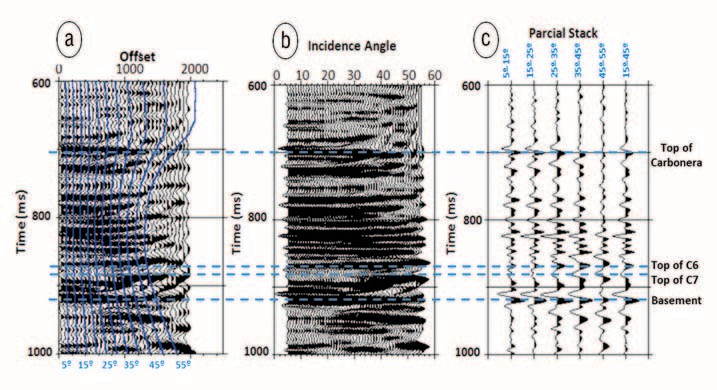 a
Offset
0 1000 2000
600
800
1000
Time (ms)
5º 15º 25º 35º 45º 55º
b
Incidence Angle
0 10 20 30 40 50 60
600
800
1000
Time (ms)
c
Parcial Stack
5º-15º
15º-25º
25º-35º
35º-45º
45º-55º
15º-45º
600
800
1000
Time (ms)
Top of
Carbonera
Top of C6
Top of C7
Basement